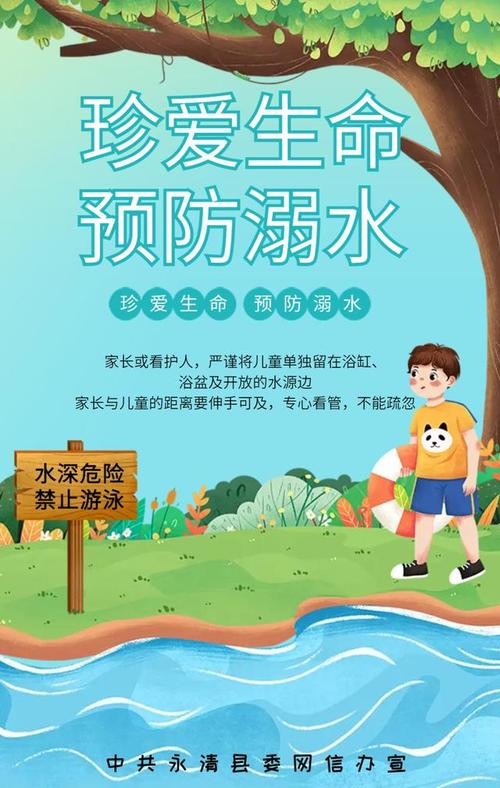 珍爱生命
预防溺水
珍爱生命 预防溺水
家长或看护人，严谨将儿童单独留在浴缸、
浴盆及开放的水源边
家长与儿童的距离要伸手可及，专心看管，不能疏忽
水深危险
禁止游泳
中共永清县委网信办宣